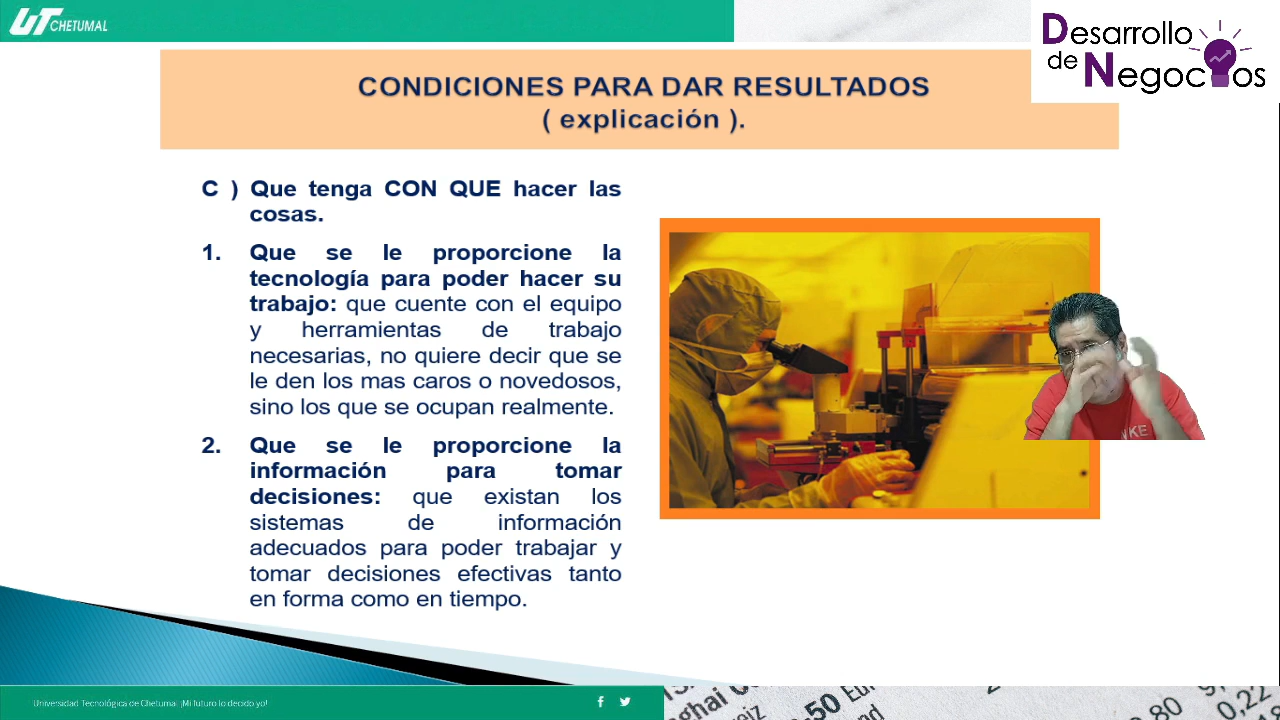 UT CHETUMAL
Desarrollo
de Negocios
CONDICIONES PARA DAR RESULTADOS
( explicación ).
C ) Que tenga CON QUE hacer las
cosas.
1. Que se le proporcione la
tecnología para poder hacer su
trabajo: que cuente con el equipo
y herramientas de trabajo
necesarias, no quiere decir que se
le den los mas caros o novedosos,
sino los que se ocupan realmente.
2. Que se le proporcione la
información para tomar
decisiones: que existan los
sistemas de información
adecuados para poder trabajar y
tomar decisiones efectivas tanto
en forma como en tiempo.
Universidad Tecnológica de Chetumal ¡Mi futuro lo decido yo!
0,80
0,22